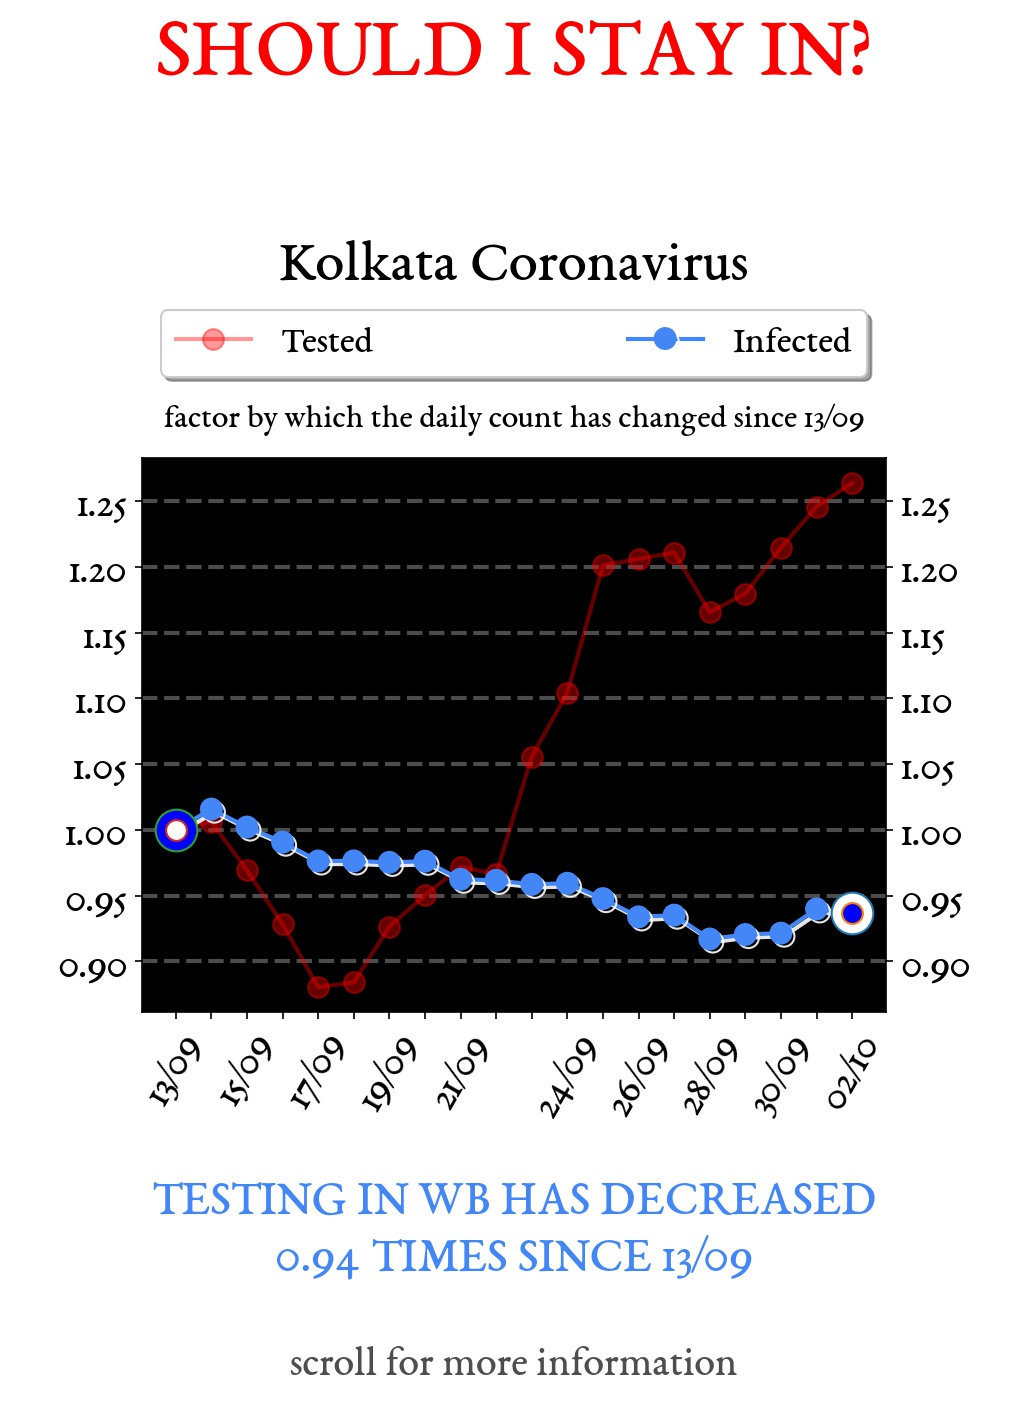 SHOULD I STAY IN?
Kolkata Coronavirus
Tested Infected
factor by which the daily count has changed since 13/09
1.25 1.25
1.20 1.20
1.15 1.15
1.10 1.10
1.05 1.05
1.00 1.00
0.95 0.95
0.90 0.90
13/09 15/09 17/09 19/09 21/09 24/09 26/09 28/09 30/09 02/10
TESTING IN WB HAS DECREASED
0.94 TIMES SINCE 13/09
scroll for more information